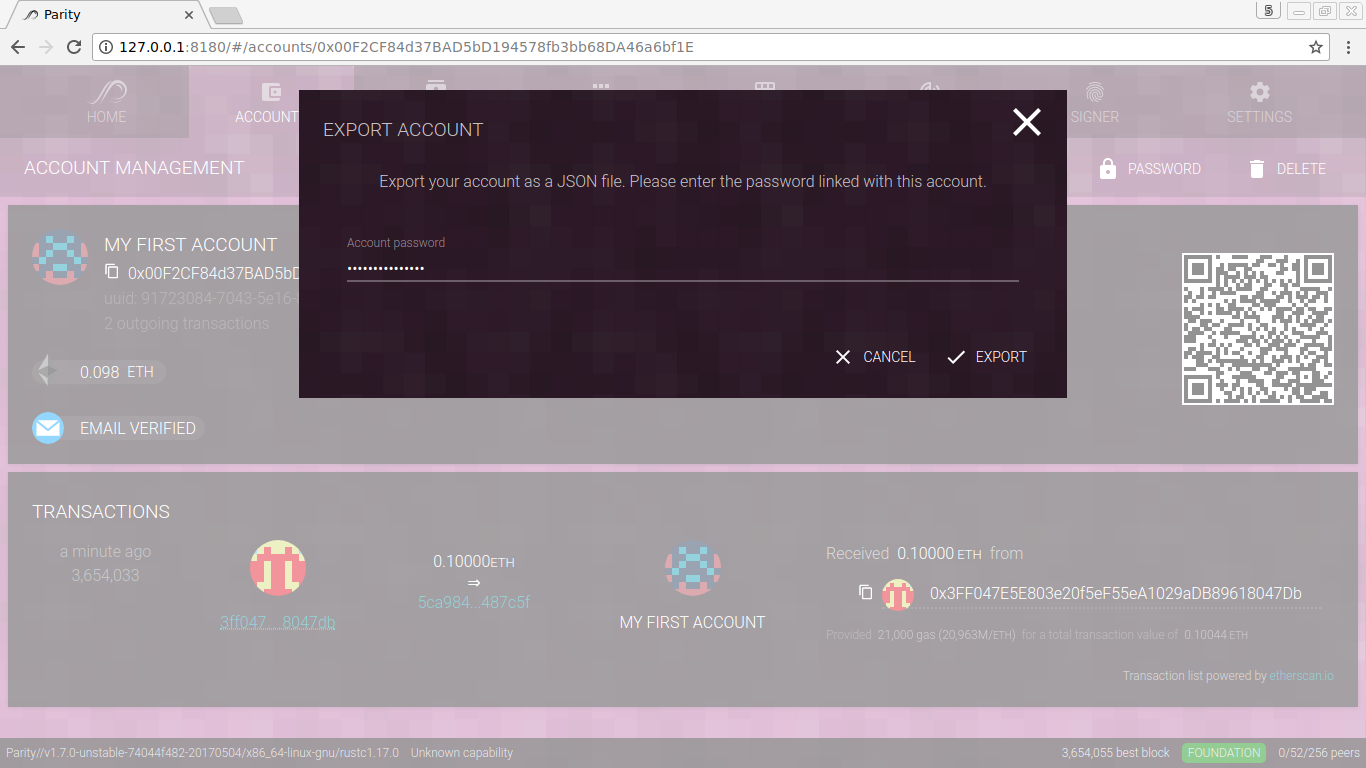 Parity
5
127.0.0.1:8180/#/accounts/0x00F2CF84d37BAD5bD194578fb3bb68DA46a6bf1E
HOME
ACCOUNT
SIGNER
SETTINGS
ACCOUNT MANAGEMENT
PASSWORD
DELETE
EXPORT ACCOUNT
Export your account as a JSON file. Please enter the password linked with this account.
Account password
•••••••••••••••
CANCEL
EXPORT
MY FIRST ACCOUNT
0x00F2CF84d37BAD5bD
uuid: 91723084-7043-5e16-
2 outgoing transactions
0.098 ETH
EMAIL VERIFIED
TRANSACTIONS
a minute ago
3,654,033
3ff047...8047db
0.10000ETH
⇒
5ca984...487c5f
MY FIRST ACCOUNT
Received 0.10000 ETH from
0x3FF047E5E803e20f5eF55eA1029aDB89618047Db
Provided 21,000 gas (20,963M/ETH) for a total transaction value of 0.10044 ETH
Transaction list powered by etherscan.io
Parity//v1.7.0-unstable-74044f482-20170504/x86_64-linux-gnu/rustc1.17.0 Unknown capability
3,654,055 best block FOUNDATION 0/52/256 peers